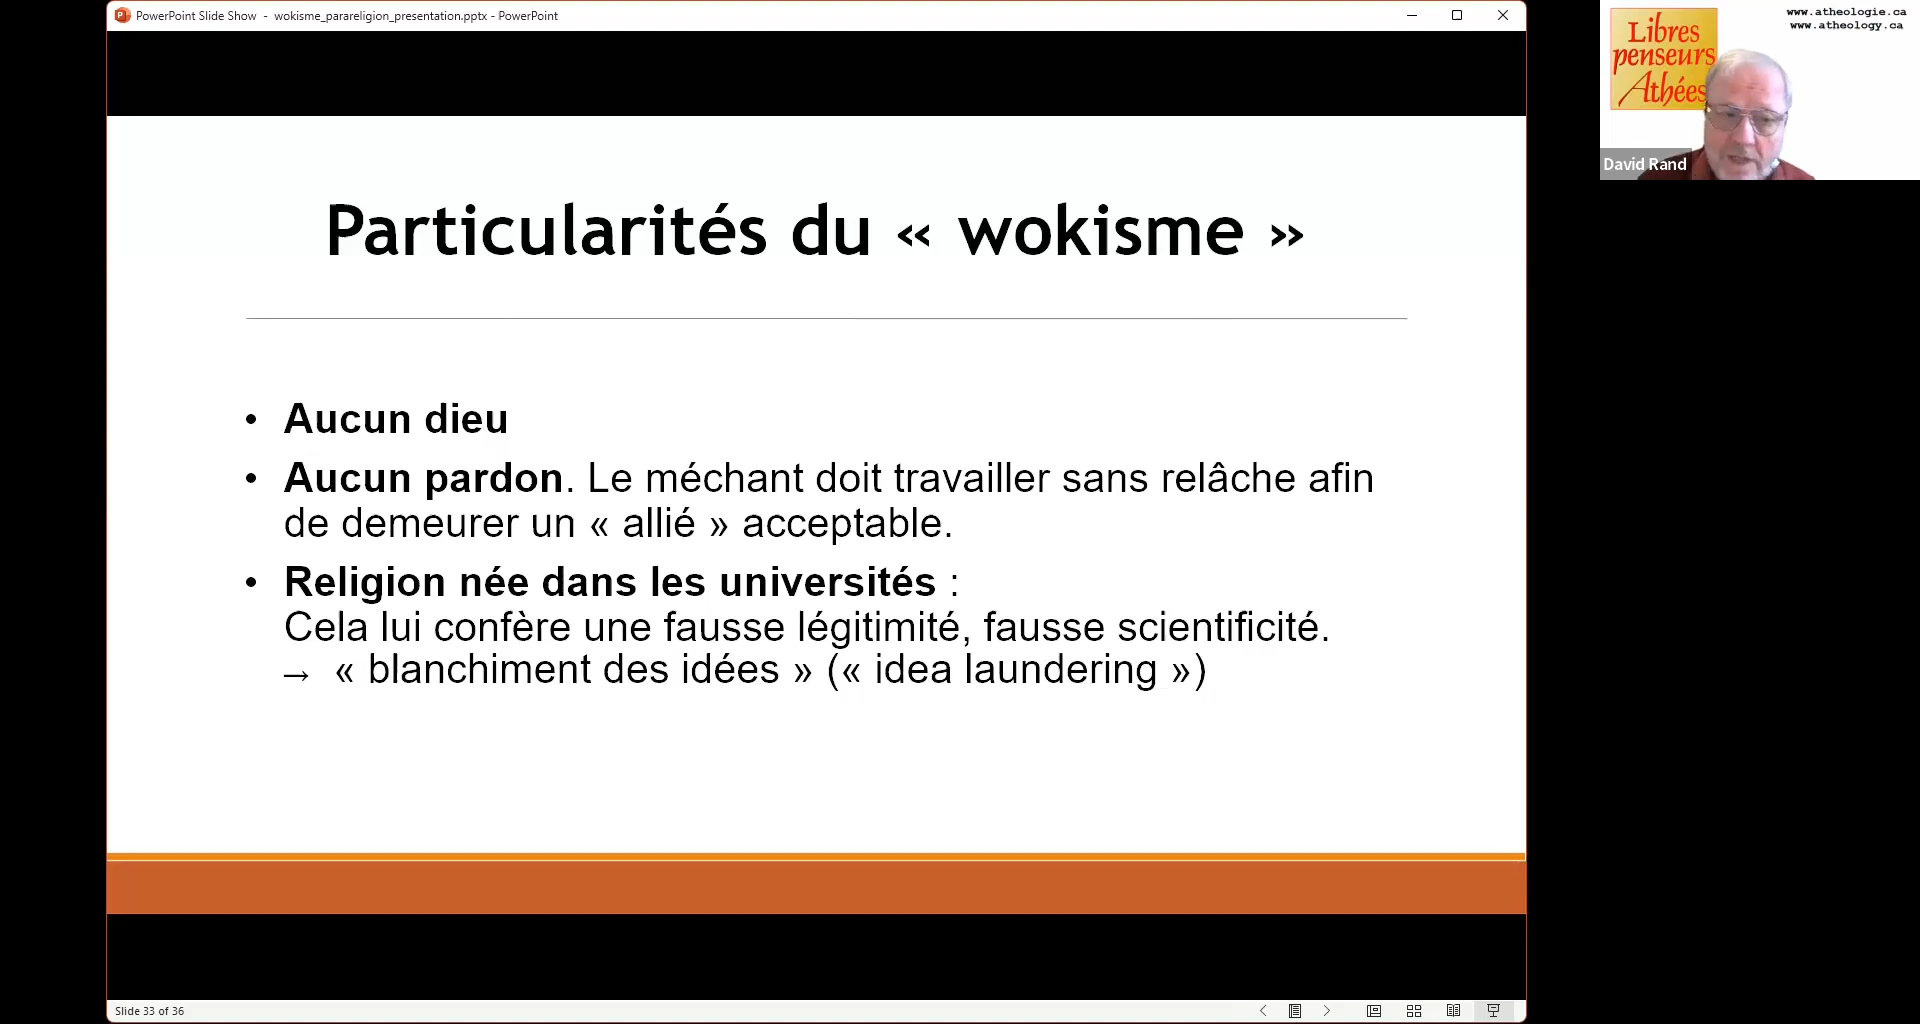 PowerPoint Slide Show - wokisme_parareligion_presentation.pptx - PowerPoint
Particularités du « wokisme »
• Aucun dieu
• Aucun pardon. Le méchant doit travailler sans relâche afin
de demeurer un « allié » acceptable.
• Religion née dans les universités :
Cela lui confère une fausse légitimité, fausse scientificité.
→ « blanchiment des idées » (« idea laundering »)
Slide 33 of 36
www.atheologie.ca
www.atheology.ca
Libres
penseurs
Athées
David Rand